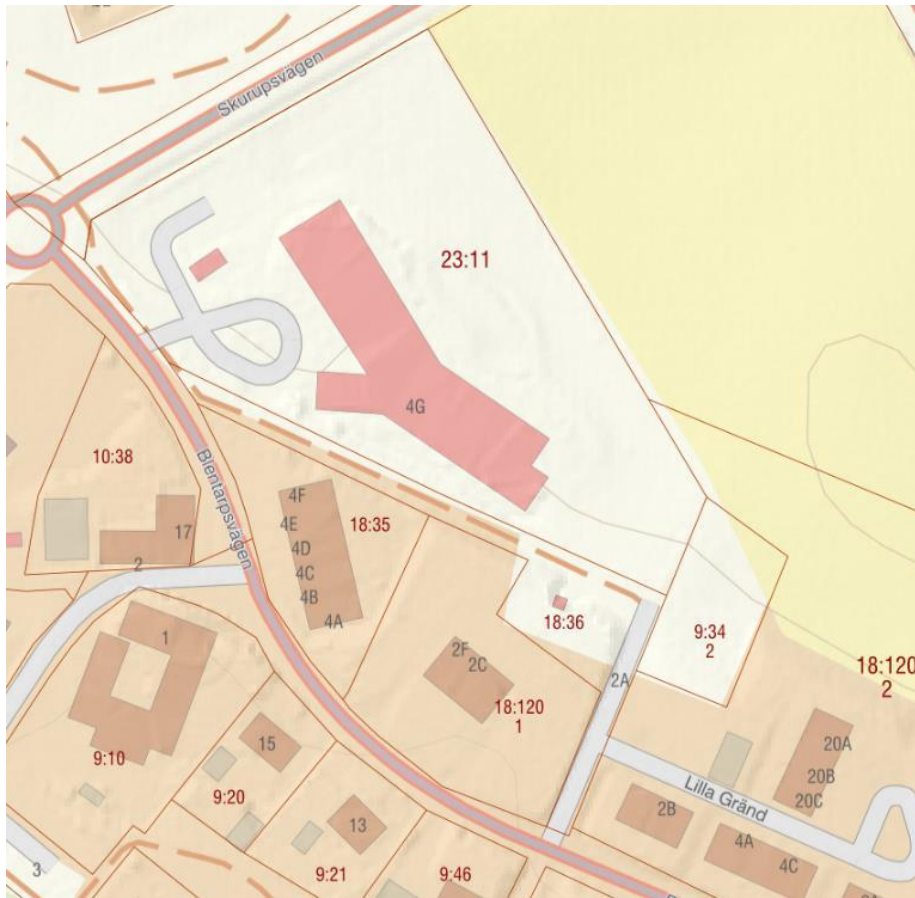 Skurupsvägen
23:11
4G
10:38
Blentarpsvägen
4F
4E
18:35
17
4D
4C
2
4B
4A
18:36
1
9:34
2
2F
2C
18:120
2
2A
18:120
1
15
9:10
20A
20B
20C
9:20
Lilla Gränd
2B
13
4A
4C
3
9:21
9:46